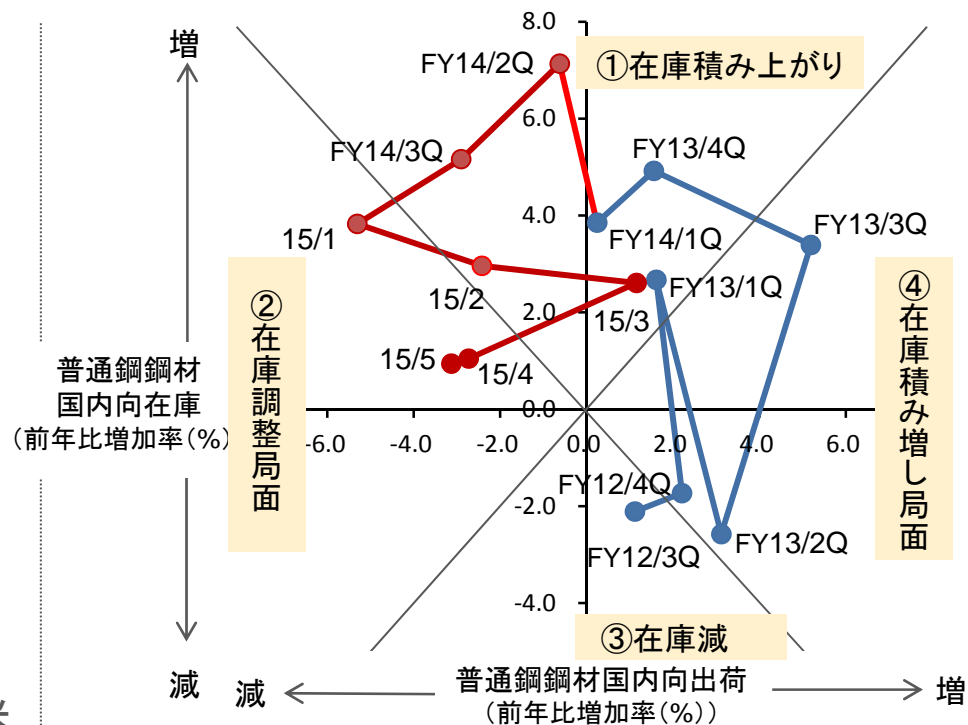 8.0
増
FY14/2Q
①在庫積み上がり
6.0
FY14/3Q
FY13/4Q
4.0
15/1
FY14/1Q
FY13/3Q
15/2
FY13/1Q
2.0
15/3
②在庫調整局面
④在庫積み増し局面
15/5
15/4
普通鋼鋼材
国内向在庫
（前年比増加率（%）
0.0
-6.0
-4.0
-2.0
0.0
2.0
4.0
6.0
FY12/4Q
-2.0
FY12/3Q
FY13/2Q
-4.0
③在庫減
減
減
普通鋼鋼材国内向出荷
（前年比増加率（%））
増